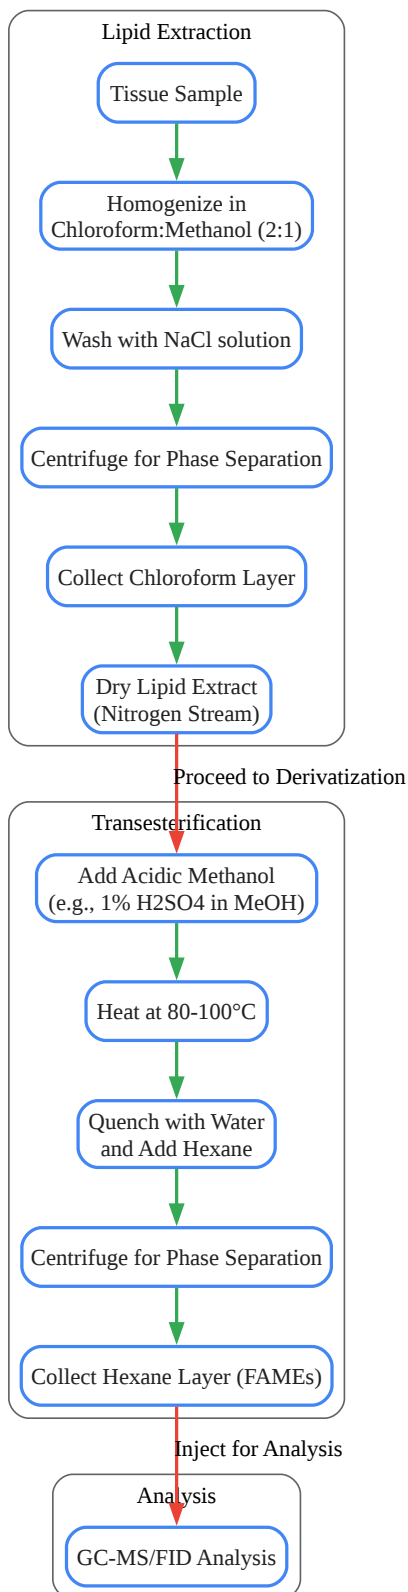 Lipid Extraction
Tissue Sample
Homogenize in
Chloroform:Methanol (2:1)
Wash with NaCl solution
Centrifuge for Phase Separation
Collect Chloroform Layer
Dry Lipid Extract
(Nitrogen Stream)
Proceed to Derivatization
Transesterification
Add Acidic Methanol
(e.g., 1% H2SO4 in MeOH)
Heat at 80-100°C
Quench with Water
and Add Hexane
Centrifuge for Phase Separation
Collect Hexane Layer (FAMEs)
Inject for Analysis
Analysis
GC-MS/FID Analysis